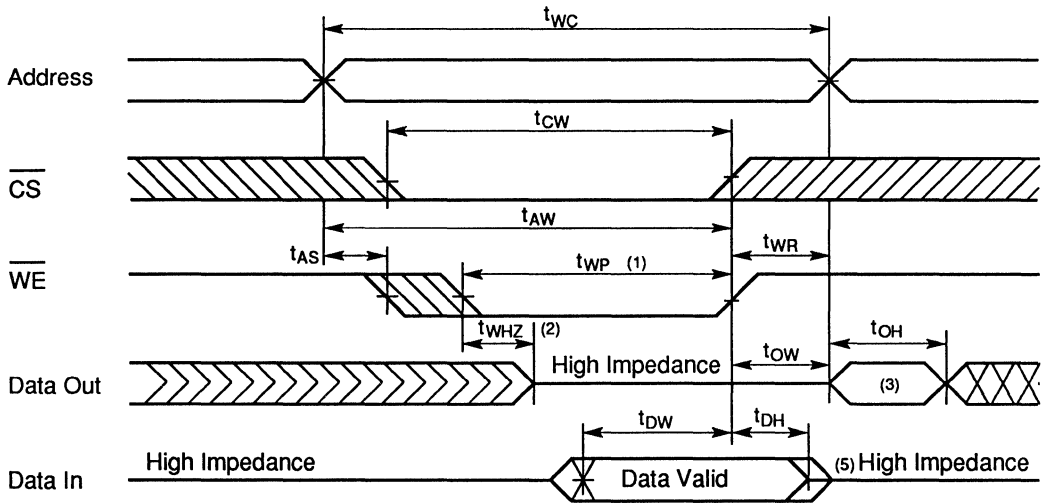 tWC
Address
tCW
CS
tAW
tAS
tWR
WE
tWP (1)
tWHZ (2)
tOH
High Impedance
tOW
Data Out
(3)
tDW
tDH
High Impedance
Data Valid
(5) High Impedance
Data In